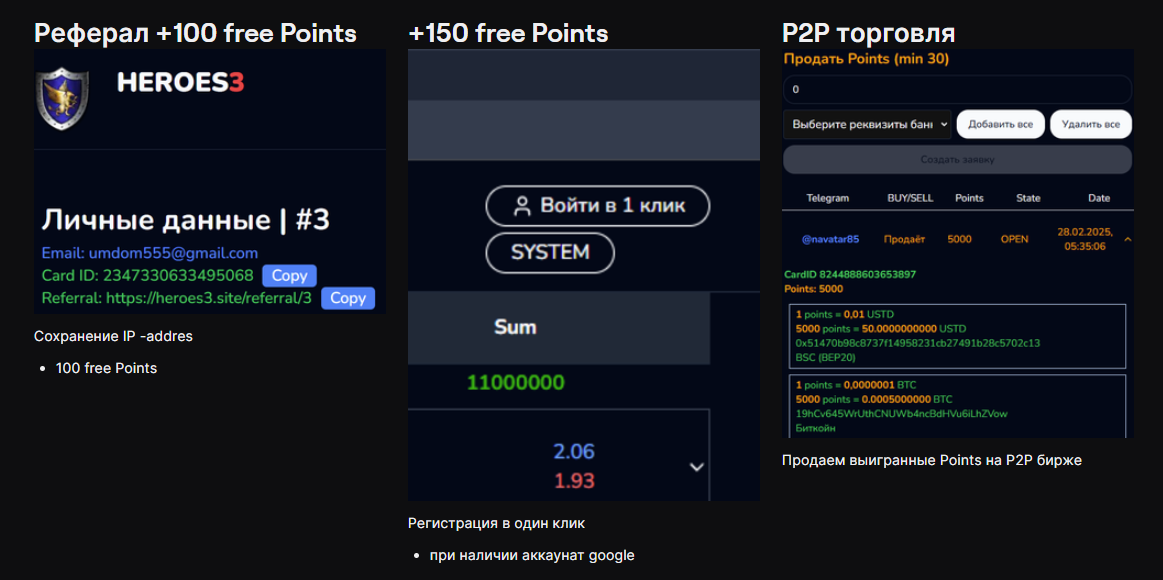 Реферал +100 free Points
HEROES3
Личные данные | #3
Email: umdom555@gmail.com
Card ID: 2347330633495068 Copy
Referral: https://heroes3.site/referral/3 Copy
Сохранение IP -addres
• 100 free Points
+150 free Points
Войти в 1 клик
SYSTEM
Sum
11000000
2.06
1.93
Регистрация в один клик
• при наличии аккаунат google
P2P торговля
Продать Points (min 30)
0
Выберите реквизиты бані Добавить все Удалить все
Создать заявку
Telegram BUY/SELL Points State Date
@navatar85 Продаёт 5000 OPEN 28.02.2025,
05:35:06
CardID 8244888603653897
Points: 5000
1 points = 0,01 USTD
5000 points = 50.0000000000 USTD
0x51470b98c8737f14958231cb27491b28c5702c13
BSC (BEP20)
1 points = 0,0000001 BTC
5000 points = 0.0005000000 BTC
19hCv645WrUthCNUWb4ncBdHVu6iLhZVow
Биткойн
Продаем выигранные Points на P2P бирже